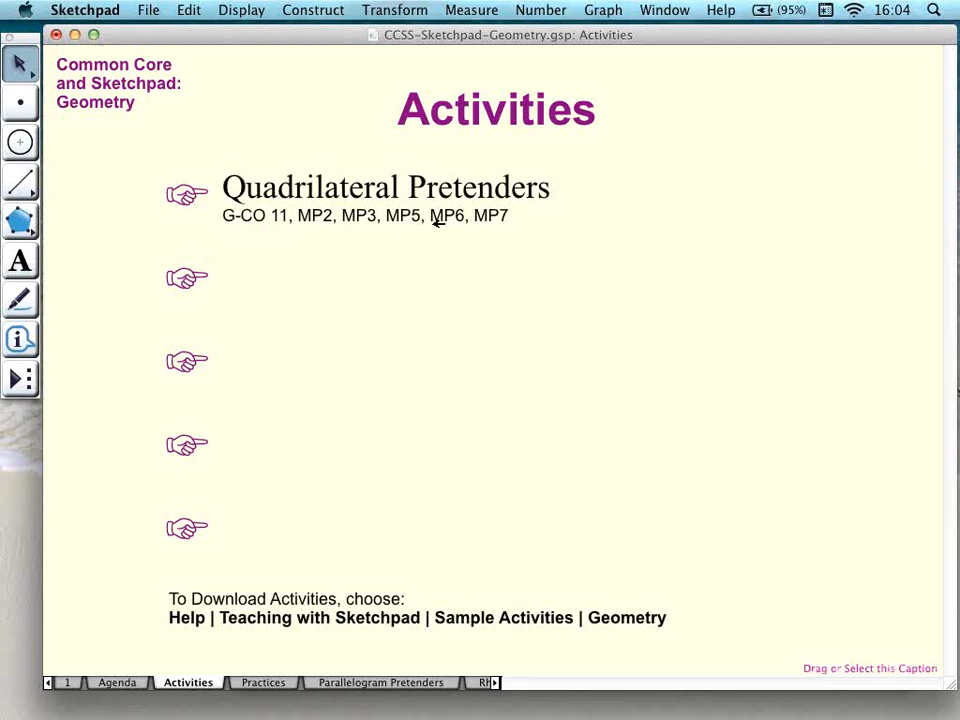 Sketchpad File Edit Display Construct Transform Measure Number Graph Window Help (95%) 16:04
CCSS-Sketchpad-Geometry.gsp: Activities
Common Core
and Sketchpad:
Geometry
Activities
Quadrilateral Pretenders
G-CO 11, MP2, MP3, MP5, MP6, MP7
A
To Download Activities, choose:
Help | Teaching with Sketchpad | Sample Activities | Geometry
Drag or Select this Caption
1 Agenda Activities Practices Parallelogram Pretenders